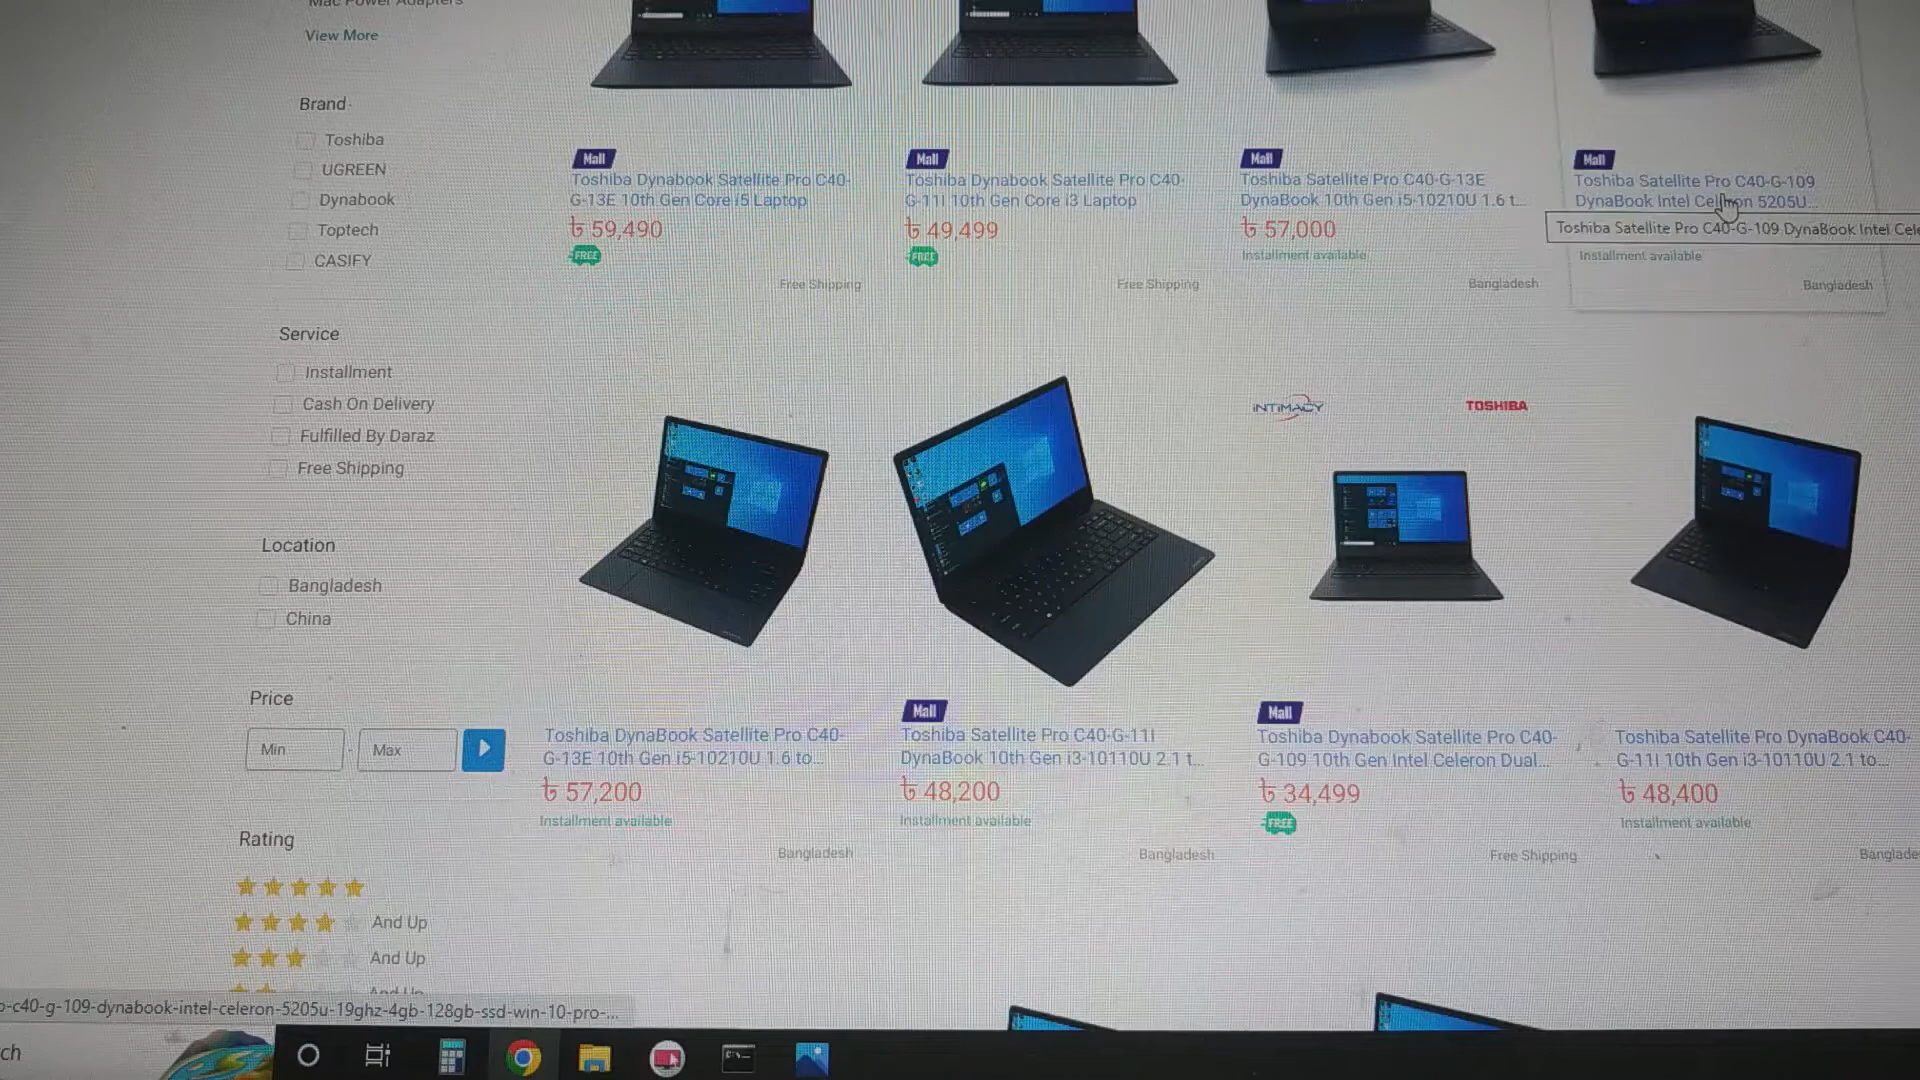 Mac Power Adapters
View More
Brand
Toshiba
UGREEN
Dynabook
Toptech
CASIFY
Service
Installment
Cash On Delivery
Fulfilled By Daraz
Free Shipping
Location
Bangladesh
China
Price
Min - Max
Rating
And Up
And Up
And Up
Mall
Toshiba Dynabook Satellite Pro C40-
G-13E 10th Gen Core i5 Laptop
৳ 59,490
FREE
Free Shipping
Mall
Toshiba Dynabook Satellite Pro C40-
G-11I 10th Gen Core i3 Laptop
৳ 49,499
FREE
Free Shipping
Mall
Toshiba Satellite Pro C40-G-13E
DynaBook 10th Gen i5-10210U 1.6 t...
৳ 57,000
Installment available
Bangladesh
Mall
Toshiba Satellite Pro C40-G-109
DynaBook Intel Celeron 5205U...
Toshiba Satellite Pro C40-G-109 DynaBook Intel Cele
Installment available
Bangladesh
Toshiba DynaBook Satellite Pro C40-
G-13E 10th Gen i5-10210U 1.6 to...
৳ 57,200
Installment available
Bangladesh
Mall
Toshiba Satellite Pro C40-G-11I
DynaBook 10th Gen i3-10110U 2.1 t...
৳ 48,200
Installment available
Bangladesh
INTIMACY
TOSHIBA
Mall
Toshiba Dynabook Satellite Pro C40-
G-109 10th Gen Intel Celeron Dual...
৳ 34,499
FREE
Free Shipping
Toshiba Satellite Pro DynaBook C40-
G-11I 10th Gen i3-10110U 2.1 to...
৳ 48,400
Installment available
Banglade
o-c40-g-109-dynabook-intel-celeron-5205u-19ghz-4gb-128gb-ssd-win-10-pro-...
ch